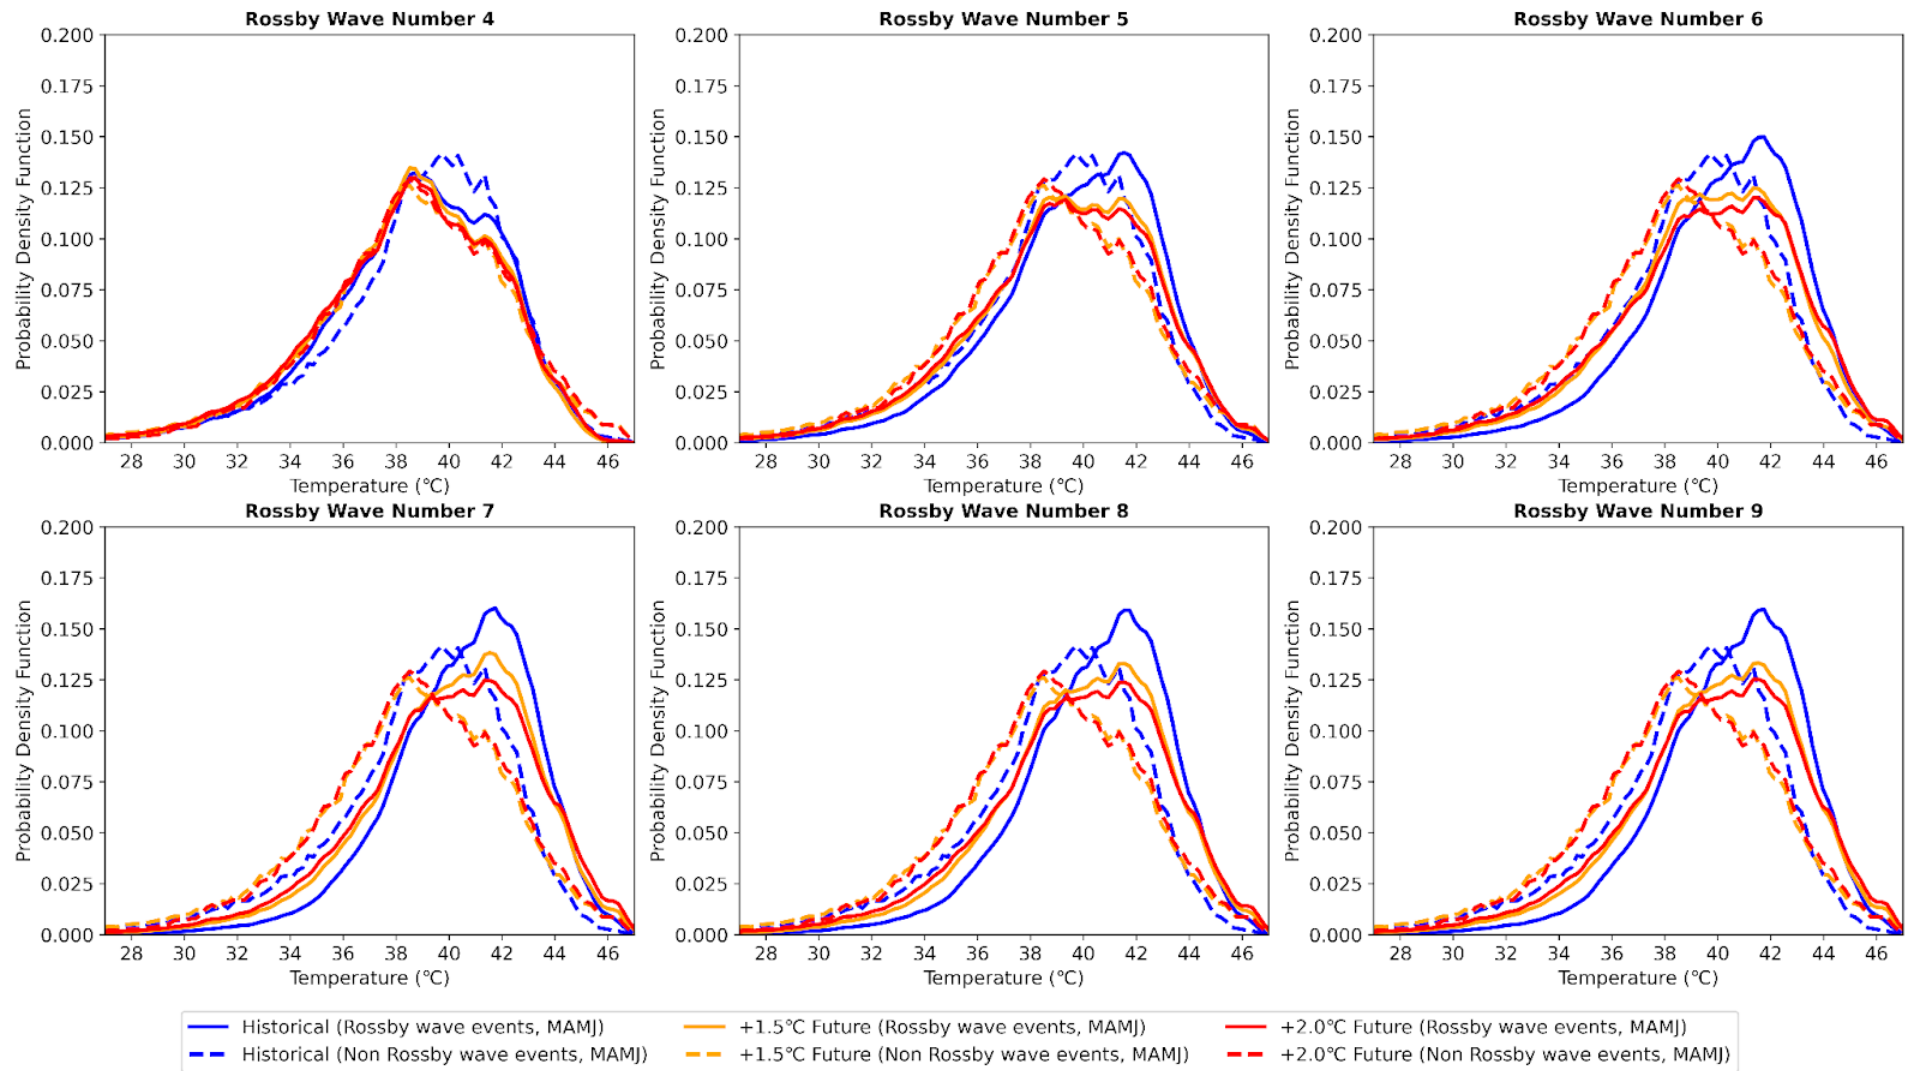 Rossby Wave Number 4
Rossby Wave Number 5
Rossby Wave Number 6
0.200
0.175
0.150
0.125
0.100
0.075
0.050
0.025
0.000
Probability Density Function
28 30 32 34 36 38 40 42 44 46
Temperature (℃)
0.200
0.175
0.150
0.125
0.100
0.075
0.050
0.025
0.000
Probability Density Function
28 30 32 34 36 38 40 42 44 46
Temperature (℃)
0.200
0.175
0.150
0.125
0.100
0.075
0.050
0.025
0.000
Probability Density Function
28 30 32 34 36 38 40 42 44 46
Temperature (℃)
Rossby Wave Number 7
Rossby Wave Number 8
Rossby Wave Number 9
0.200
0.175
0.150
0.125
0.100
0.075
0.050
0.025
0.000
Probability Density Function
28 30 32 34 36 38 40 42 44 46
Temperature (℃)
0.200
0.175
0.150
0.125
0.100
0.075
0.050
0.025
0.000
Probability Density Function
28 30 32 34 36 38 40 42 44 46
Temperature (℃)
0.200
0.175
0.150
0.125
0.100
0.075
0.050
0.025
0.000
Probability Density Function
28 30 32 34 36 38 40 42 44 46
Temperature (℃)
Historical (Rossby wave events, MAMJ)
Historical (Non Rossby wave events, MAMJ)
+1.5℃ Future (Rossby wave events, MAMJ)
+1.5℃ Future (Non Rossby wave events, MAMJ)
+2.0℃ Future (Rossby wave events, MAMJ)
+2.0℃ Future (Non Rossby wave events, MAMJ)